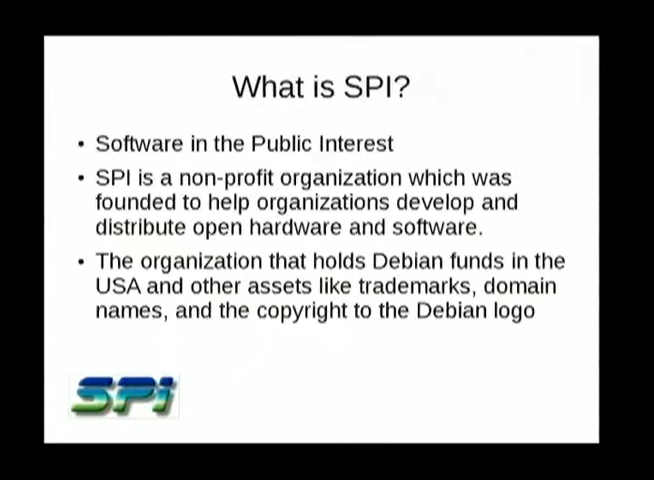 What is SPI?
• Software in the Public Interest
• SPI is a non-profit organization which was
founded to help organizations develop and
distribute open hardware and software.
• The organization that holds Debian funds in the
USA and other assets like trademarks, domain
names, and the copyright to the Debian logo
SPi